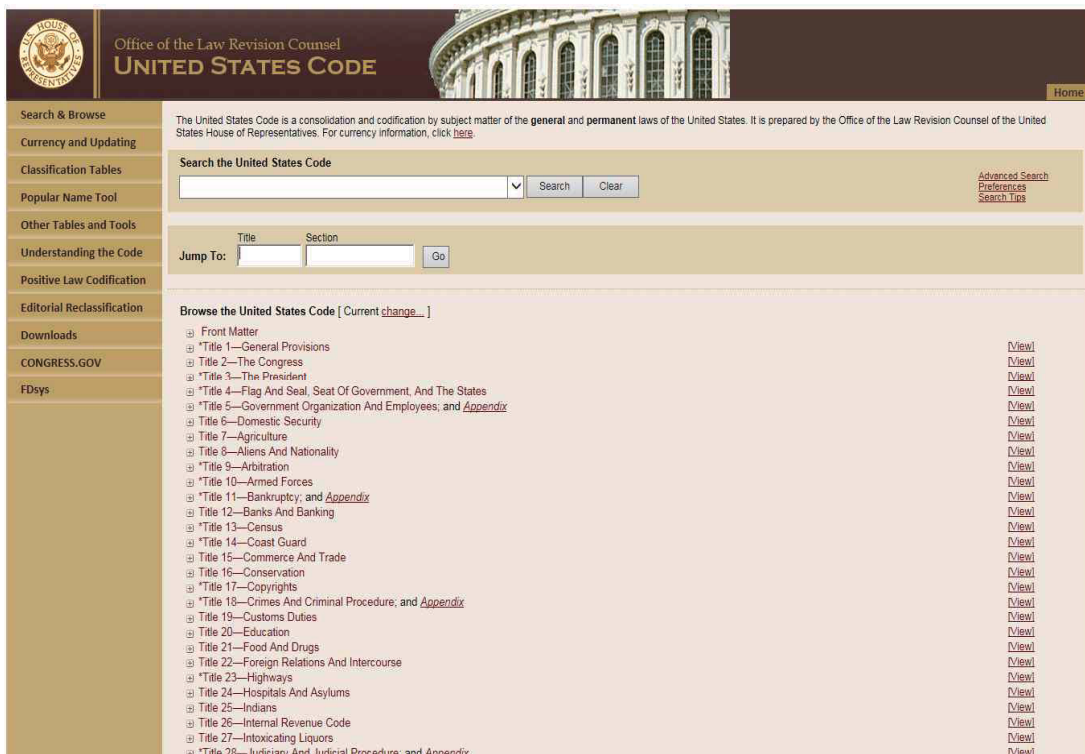 U.S. HOUSE OF REPRESENTATIVES
Office of the Law Revision Counsel
UNITED STATES CODE
Home
Search & Browse
Currency and Updating
Classification Tables
Popular Name Tool
Other Tables and Tools
Understanding the Code
Positive Law Codification
Editorial Reclassification
Downloads
CONGRESS.GOV
FDsys
The United States Code is a consolidation and codification by subject matter of the general and permanent laws of the United States. It is prepared by the Office of the Law Revision Counsel of the United
States House of Representatives. For currency information, click here.
Search the United States Code
Search Clear
Advanced Search
Preferences
Search Tips
Title Section
Jump To: Go
Browse the United States Code [ Current change... ]
Front Matter
*Title 1—General Provisions [View]
Title 2—The Congress [View]
*Title 3—The President [View]
*Title 4—Flag And Seal, Seat Of Government, And The States [View]
*Title 5—Government Organization And Employees; and Appendix [View]
Title 6—Domestic Security [View]
Title 7—Agriculture [View]
Title 8—Aliens And Nationality [View]
*Title 9—Arbitration [View]
*Title 10—Armed Forces [View]
*Title 11—Bankruptcy; and Appendix [View]
Title 12—Banks And Banking [View]
*Title 13—Census [View]
*Title 14—Coast Guard [View]
Title 15—Commerce And Trade [View]
Title 16—Conservation [View]
*Title 17—Copyrights [View]
*Title 18—Crimes And Criminal Procedure; and Appendix [View]
Title 19—Customs Duties [View]
Title 20—Education [View]
Title 21—Food And Drugs [View]
Title 22—Foreign Relations And Intercourse [View]
*Title 23—Highways [View]
Title 24—Hospitals And Asylums [View]
Title 25—Indians [View]
Title 26—Internal Revenue Code [View]
Title 27—Intoxicating Liquors [View]
*Title 28—Judiciary And Judicial Procedure; and Appendix [View]